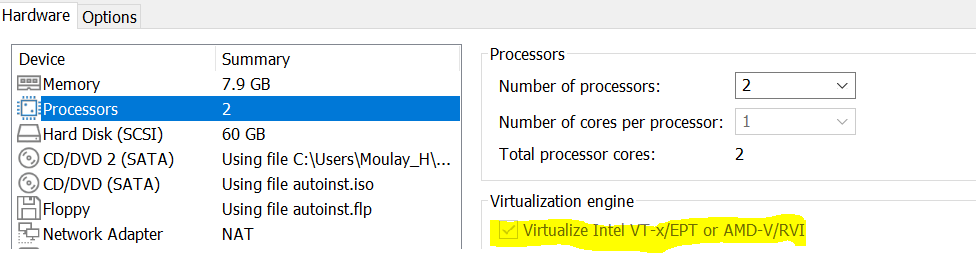 Hardware Options
Device Summary
Memory 7.9 GB
Processors 2
Hard Disk (SCSI) 60 GB
CD/DVD 2 (SATA) Using file C:\Users\Moulay_H\...
CD/DVD (SATA) Using file autoinst.iso
Floppy Using file autoinst.flp
Network Adapter NAT
Processors
Number of processors: 2
Number of cores per processor: 1
Total processor cores: 2
Virtualization engine
Virtualize Intel VT-x/EPT or AMD-V/RVI